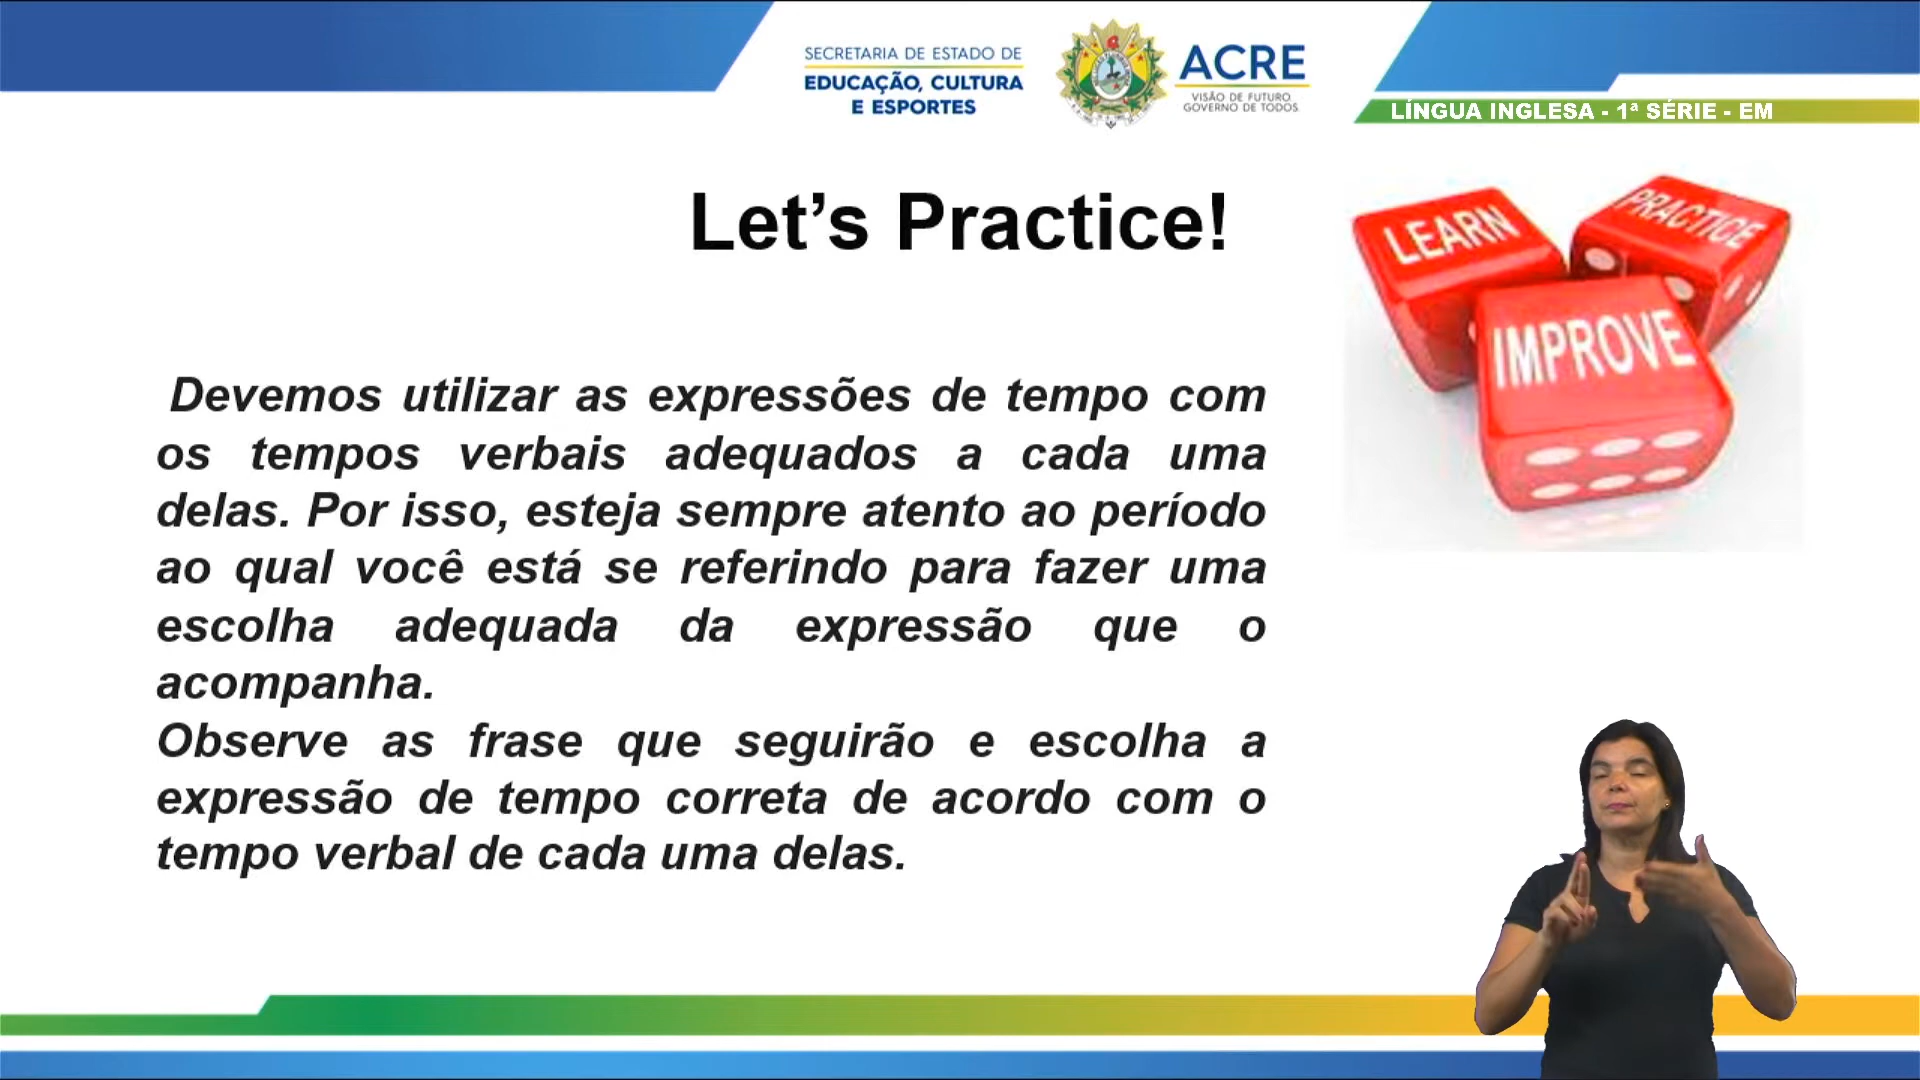 SECRETARIA DE ESTADO DE
EDUCAÇÃO, CULTURA
E ESPORTES
ACRE
VISÃO DE FUTURO
GOVERNO DE TODOS
LÍNGUA INGLESA - 1ª SÉRIE - EM
Let’s Practice!
LEARN
PRACTICE
IMPROVE
Devemos utilizar as expressões de tempo com
os tempos verbais adequados a cada uma
delas. Por isso, esteja sempre atento ao período
ao qual você está se referindo para fazer uma
escolha adequada da expressão que o
acompanha.
Observe as frase que seguirão e escolha a
expressão de tempo correta de acordo com o
tempo verbal de cada uma delas.